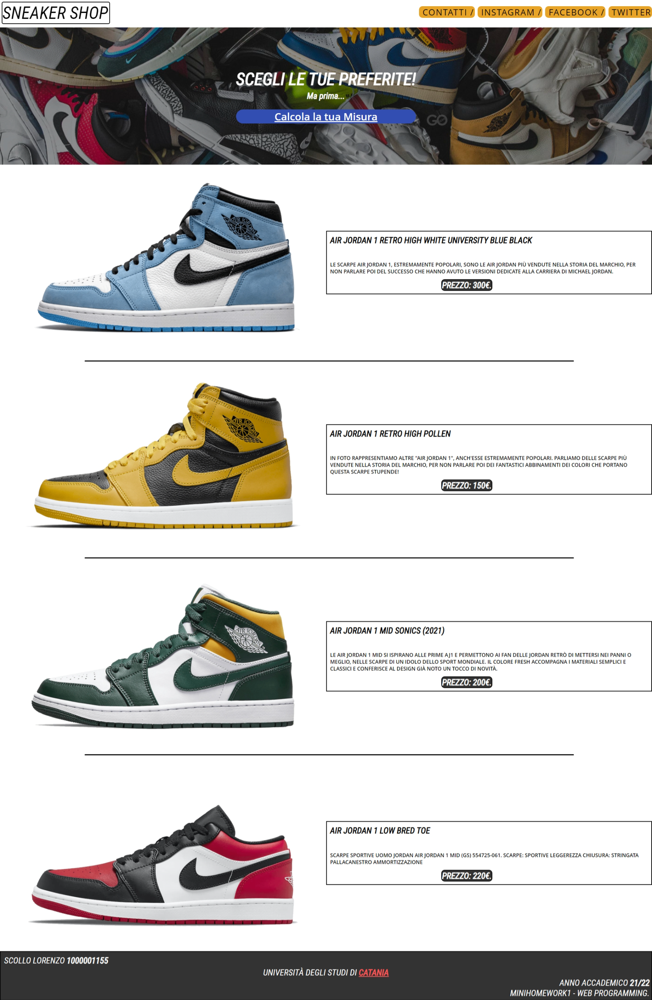 SNEAKER SHOP
CONTATTI / INSTAGRAM / FACEBOOK / TWITTER
SCEGLI LE TUE PREFERITE!
Ma prima...
Calcola la tua Misura
GO
AIR JORDAN
AIR JORDAN 1 RETRO HIGH WHITE UNIVERSITY BLUE BLACK
LE SCARPE AIR JORDAN 1, ESTREMAMENTE POPOLARI, SONO LE AIR JORDAN PIÙ VENDUTE NELLA STORIA DEL MARCHIO, PER
NON PARLARE POI DEL SUCCESSO CHE HANNO AVUTO LE VERSIONI DEDICATE ALLA CARRIERA DI MICHAEL JORDAN.
PREZZO: 300€.
AIR JORDAN
AIR JORDAN 1 RETRO HIGH POLLEN
IN FOTO RAPPRESENTIAMO ALTRE "AIR JORDAN 1", ANCH'ESSE ESTREMAMENTE POPOLARI. PARLIAMO DELLE SCARPE PIÙ
VENDUTE NELLA STORIA DEL MARCHIO, PER NON PARLARE POI DEI FANTASTICI ABBINAMENTI DEI COLORI CHE PORTANO
QUESTA SCARPE STUPENDE!
PREZZO: 150€.
AIR JORDAN
AIR JORDAN 1 MID SONICS (2021)
LE AIR JORDAN 1 MID SI ISPIRANO ALLE PRIME AJ1 E PERMETTONO AI FAN DELLE JORDAN RETRÒ DI METTERSI NEI PANNI O
MEGLIO, NELLE SCARPE DI UN IDOLO DELLO SPORT MONDIALE. IL COLORE FRESH ACCOMPAGNA I MATERIALI SEMPLICI E
CLASSICI E CONFERISCE AL DESIGN GIÀ NOTO UN TOCCO DI NOVITÀ.
PREZZO: 200€.
AIR JORDAN 1 LOW BRED TOE
SCARPE SPORTIVE UOMO JORDAN AIR JORDAN 1 MID (GS) 554725-061. SCARPE: SPORTIVE LEGGEREZZA CHIUSURA: STRINGATA
PALLACANESTRO AMMORTIZZAZIONE
PREZZO: 220€.
SCOLLO LORENZO 1000001155
UNIVERSITÀ DEGLI STUDI DI CATANIA
ANNO ACCADEMICO 21/22
MINIHOMEWORK1 - WEB PROGRAMMING.